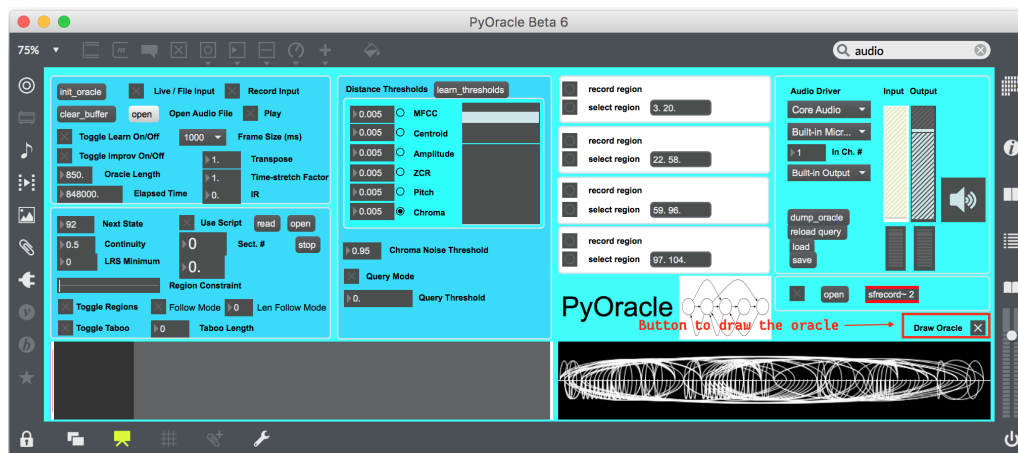 PyOracle Beta 6
75%
audio
init_oracle
Live / File Input
Record Input
clear_buffer
open
Open Audio File
Play
Toggle Learn On/Off
1000
Frame Size (ms)
Toggle Improv On/Off
1.
Transpose
850.
Oracle Length
1.
Time-stretch Factor
848000.
Elapsed Time
0.
IR
92
Next State
Use Script
read
open
0.5
Continuity
0
Sect. #
stop
0
LRS Minimum
0.
Region Constraint
Toggle Regions
Follow Mode
0
Len Follow Mode
Toggle Taboo
0
Taboo Length
Distance Thresholds
learn_thresholds
0.005
MFCC
0.005
Centroid
0.005
Amplitude
0.005
ZCR
0.005
Pitch
0.005
Chroma
0.95
Chroma Noise Threshold
Query Mode
0.
Query Threshold
record region
select region
3. 20.
record region
select region
22. 58.
record region
select region
59. 96.
record region
select region
97. 104.
PyOracle
Audio Driver
Input
Output
Core Audio
Built-in Micr...
1
In Ch. #
Built-in Output
dump_oracle
reload query
load
save
open
sfrecord~ 2
Button to draw the oracle
Draw Oracle